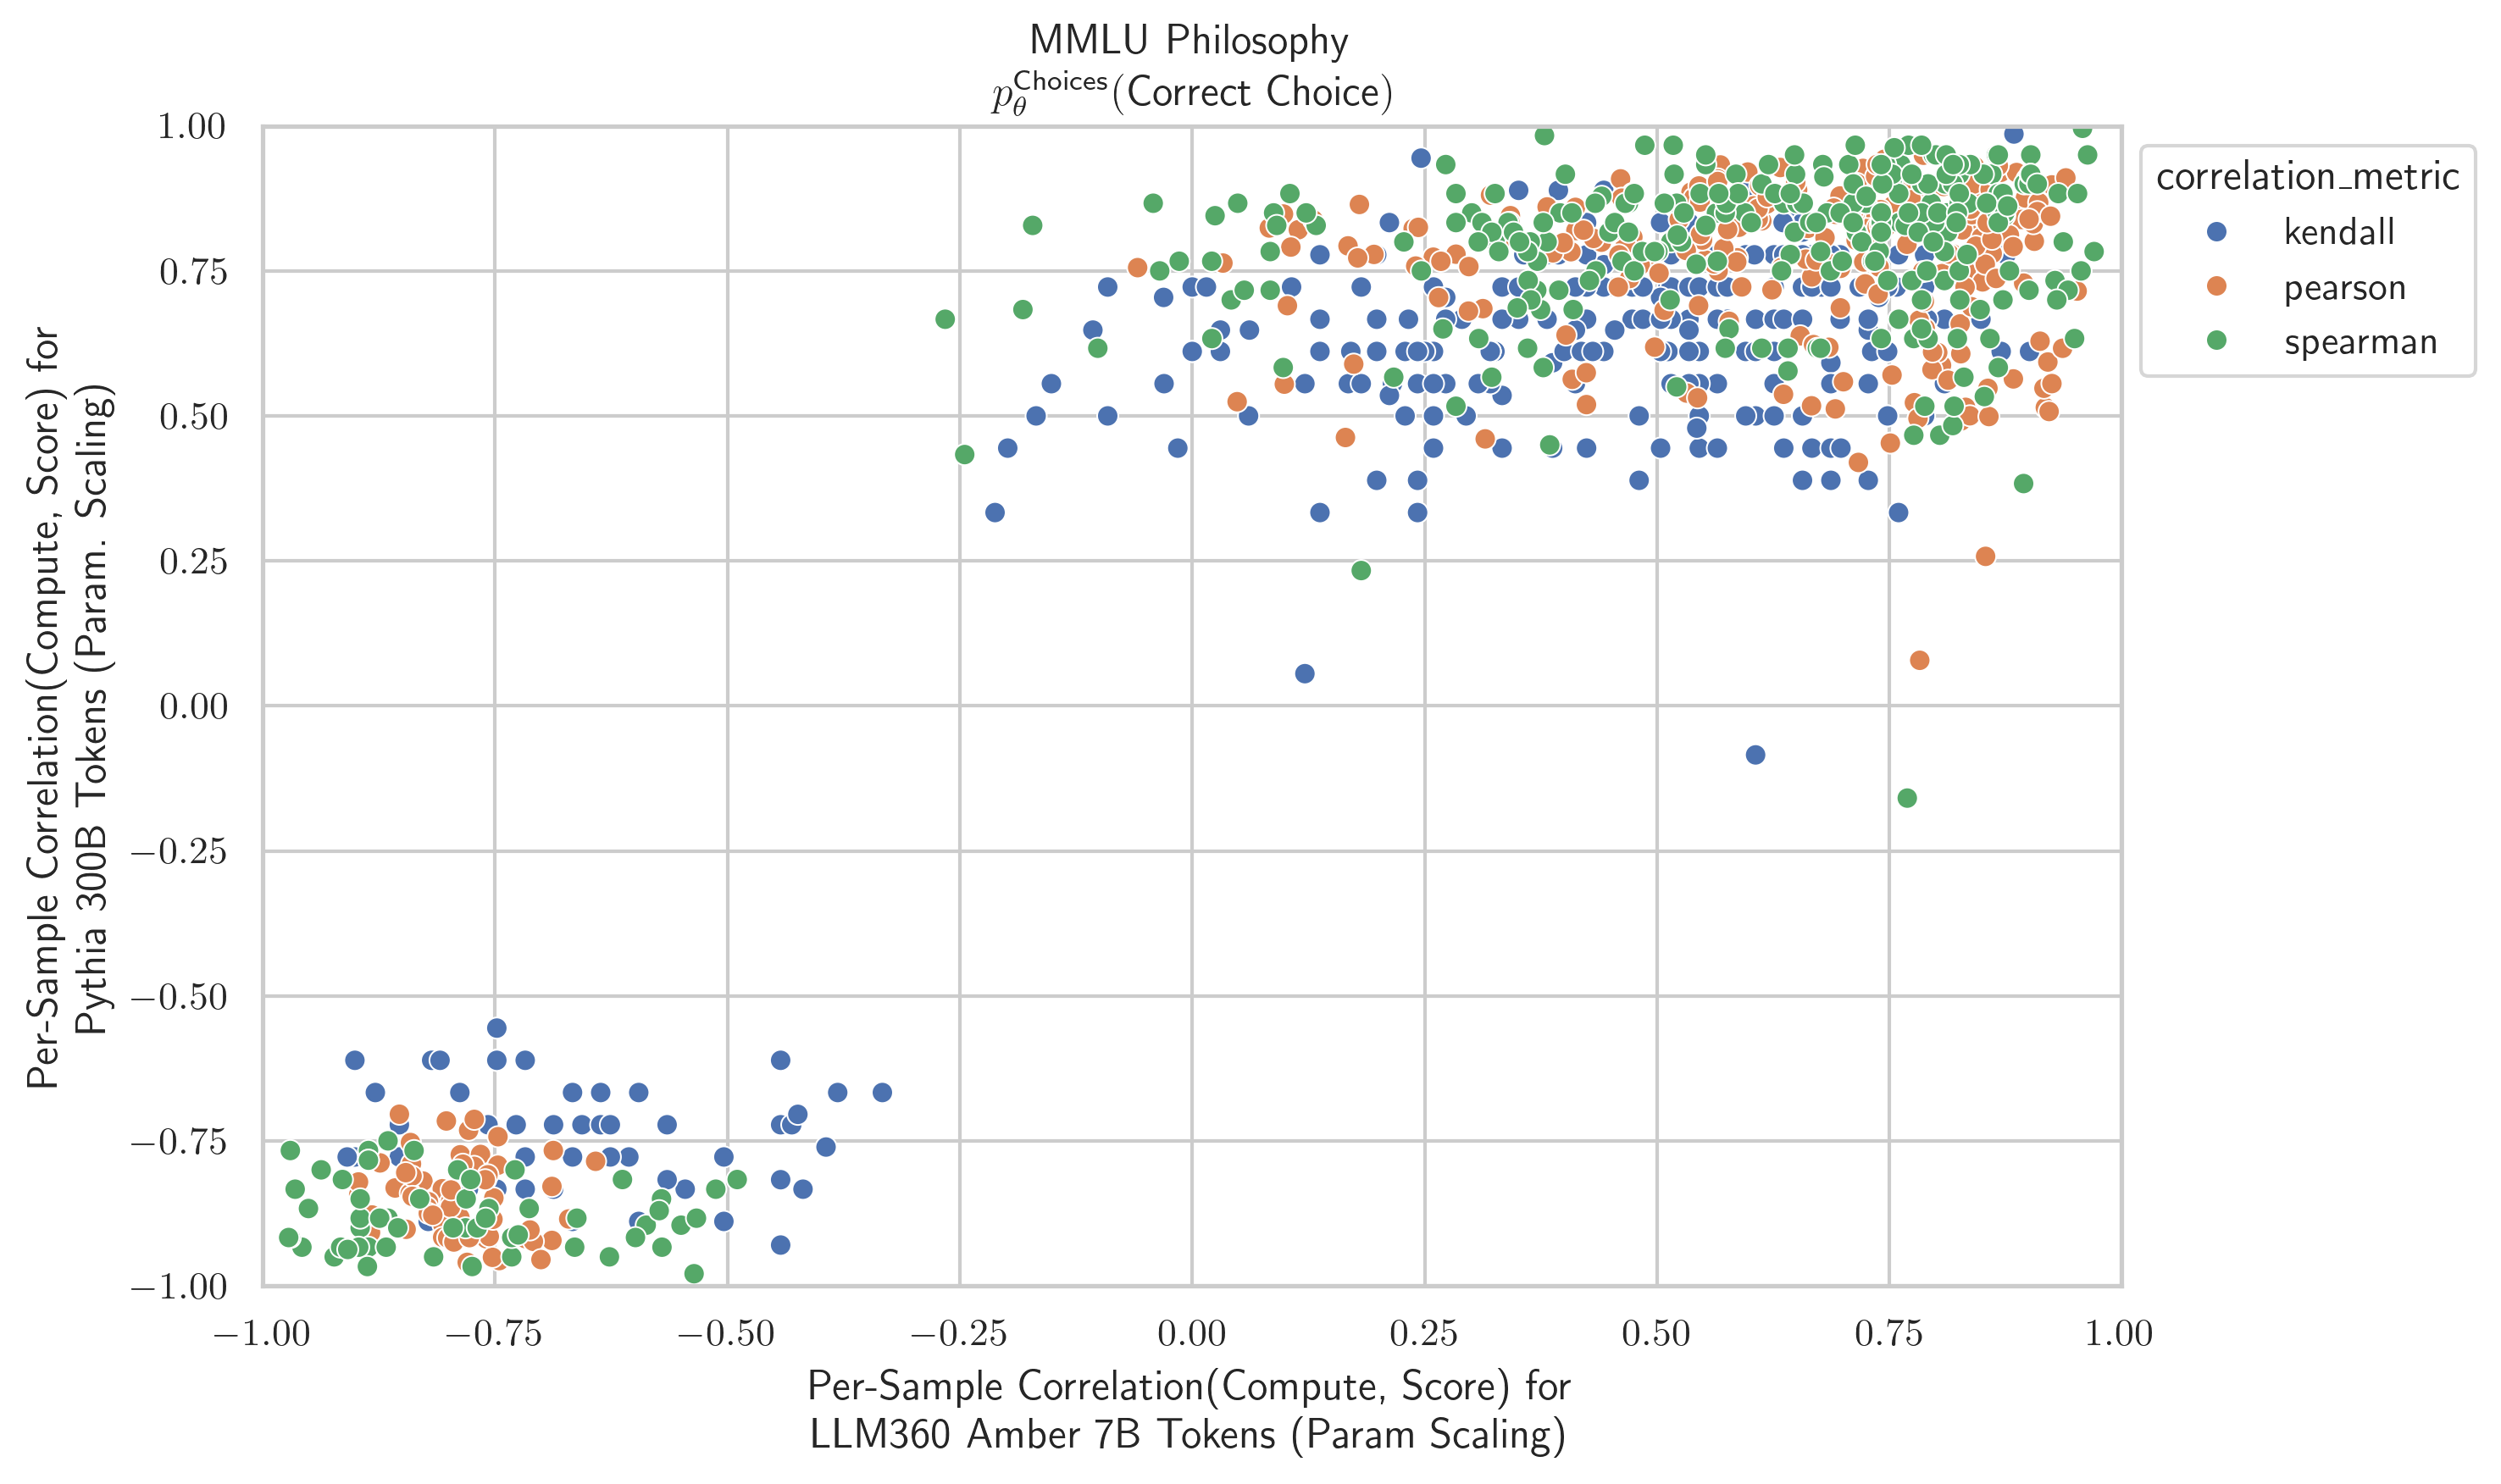 MMLU Philosophy
p_θ^Choices(Correct Choice)
Per-Sample Correlation(Compute, Score) for
Pythia 300B Tokens (Param. Scaling)
1.00
0.75
0.50
0.25
0.00
−0.25
−0.50
−0.75
−1.00
−1.00 −0.75 −0.50 −0.25 0.00 0.25 0.50 0.75 1.00
Per-Sample Correlation(Compute, Score) for
LLM360 Amber 7B Tokens (Param Scaling)
correlation_metric
kendall
pearson
spearman